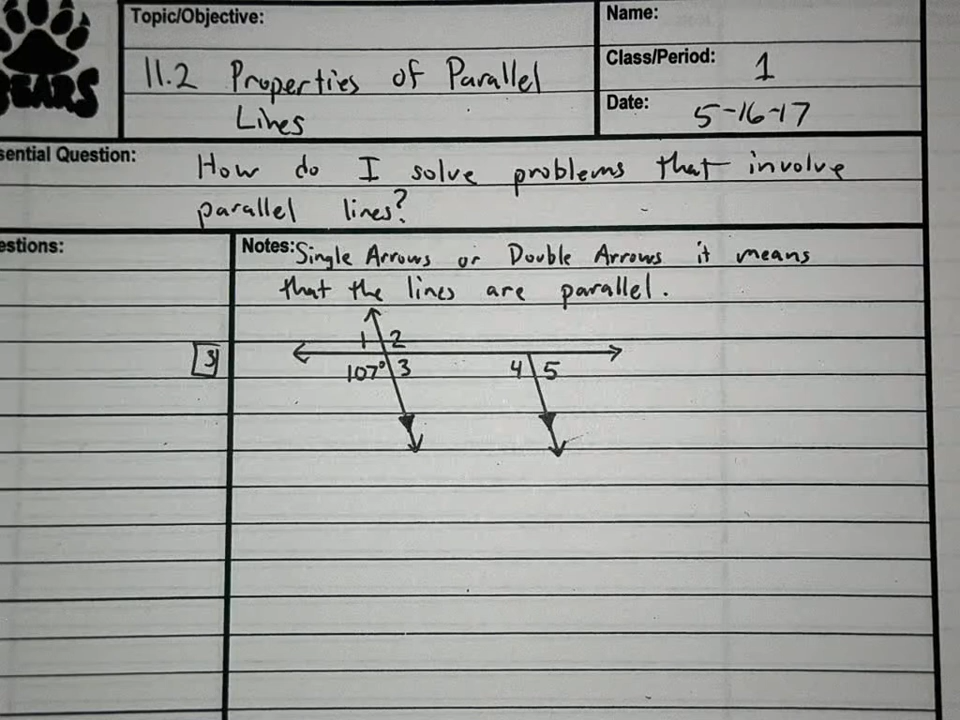 BEARS
Topic/Objective:
11.2 Properties of Parallel
Lines
Name:
Class/Period: 1
Date: 5-16-17
sential Question: How do I solve problems that involve
parallel lines?
estions:
Notes: Single Arrows or Double Arrows it means
that the lines are parallel.
1 2
3
107° 3 4 5